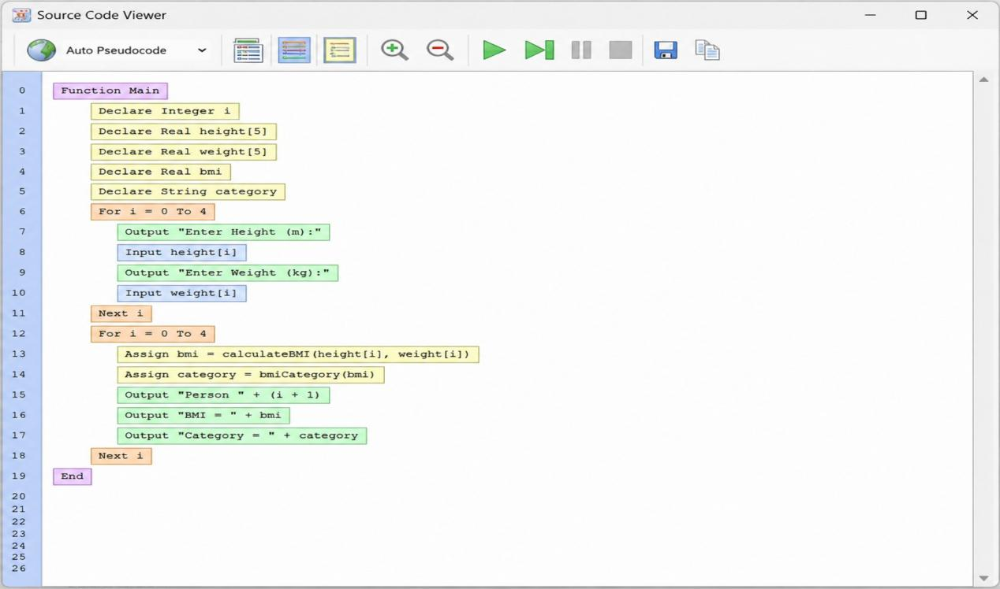 Source Code Viewer
Auto Pseudocode
0 Function Main
1 Declare Integer i
2 Declare Real height[5]
3 Declare Real weight[5]
4 Declare Real bmi
5 Declare String category
6 For i = 0 To 4
7 Output "Enter Height (m):"
8 Input height[i]
9 Output "Enter Weight (kg):"
10 Input weight[i]
11 Next i
12 For i = 0 To 4
13 Assign bmi = calculateBMI(height[i], weight[i])
14 Assign category = bmiCategory(bmi)
15 Output "Person " + (i + 1)
16 Output "BMI = " + bmi
17 Output "Category = " + category
18 Next i
19 End
20
21
22
23
24
25
26